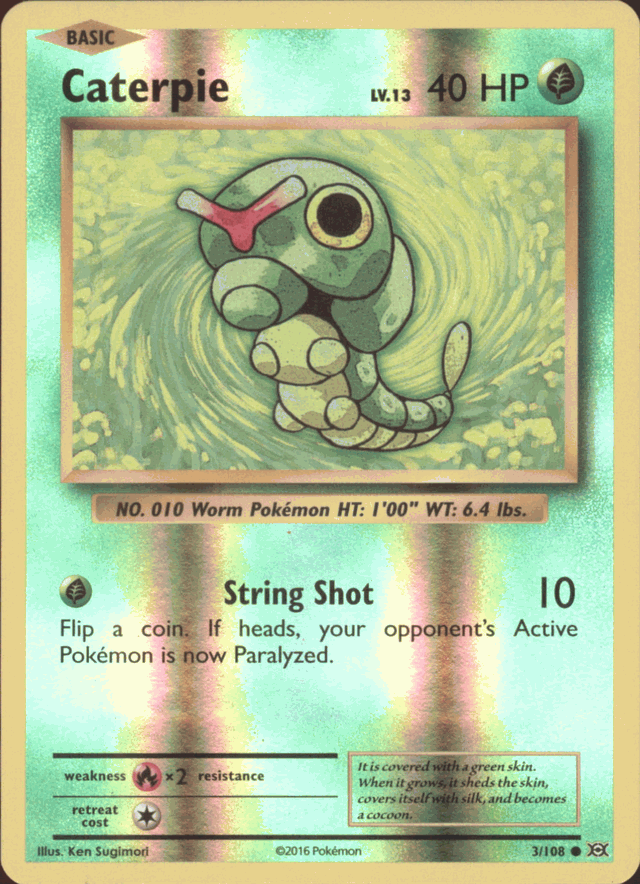 BASIC
Caterpie LV.13 40 HP
NO. 010 Worm Pokémon HT: 1'00" WT: 6.4 lbs.
String Shot 10
Flip a coin. If heads, your opponent's Active
Pokémon is now Paralyzed.
weakness ×2 resistance
retreat
cost
It is covered with a green skin.
When it grows, it sheds the skin,
covers itself with silk, and becomes
a cocoon.
Illus. Ken Sugimori ©2016 Pokémon 3/108